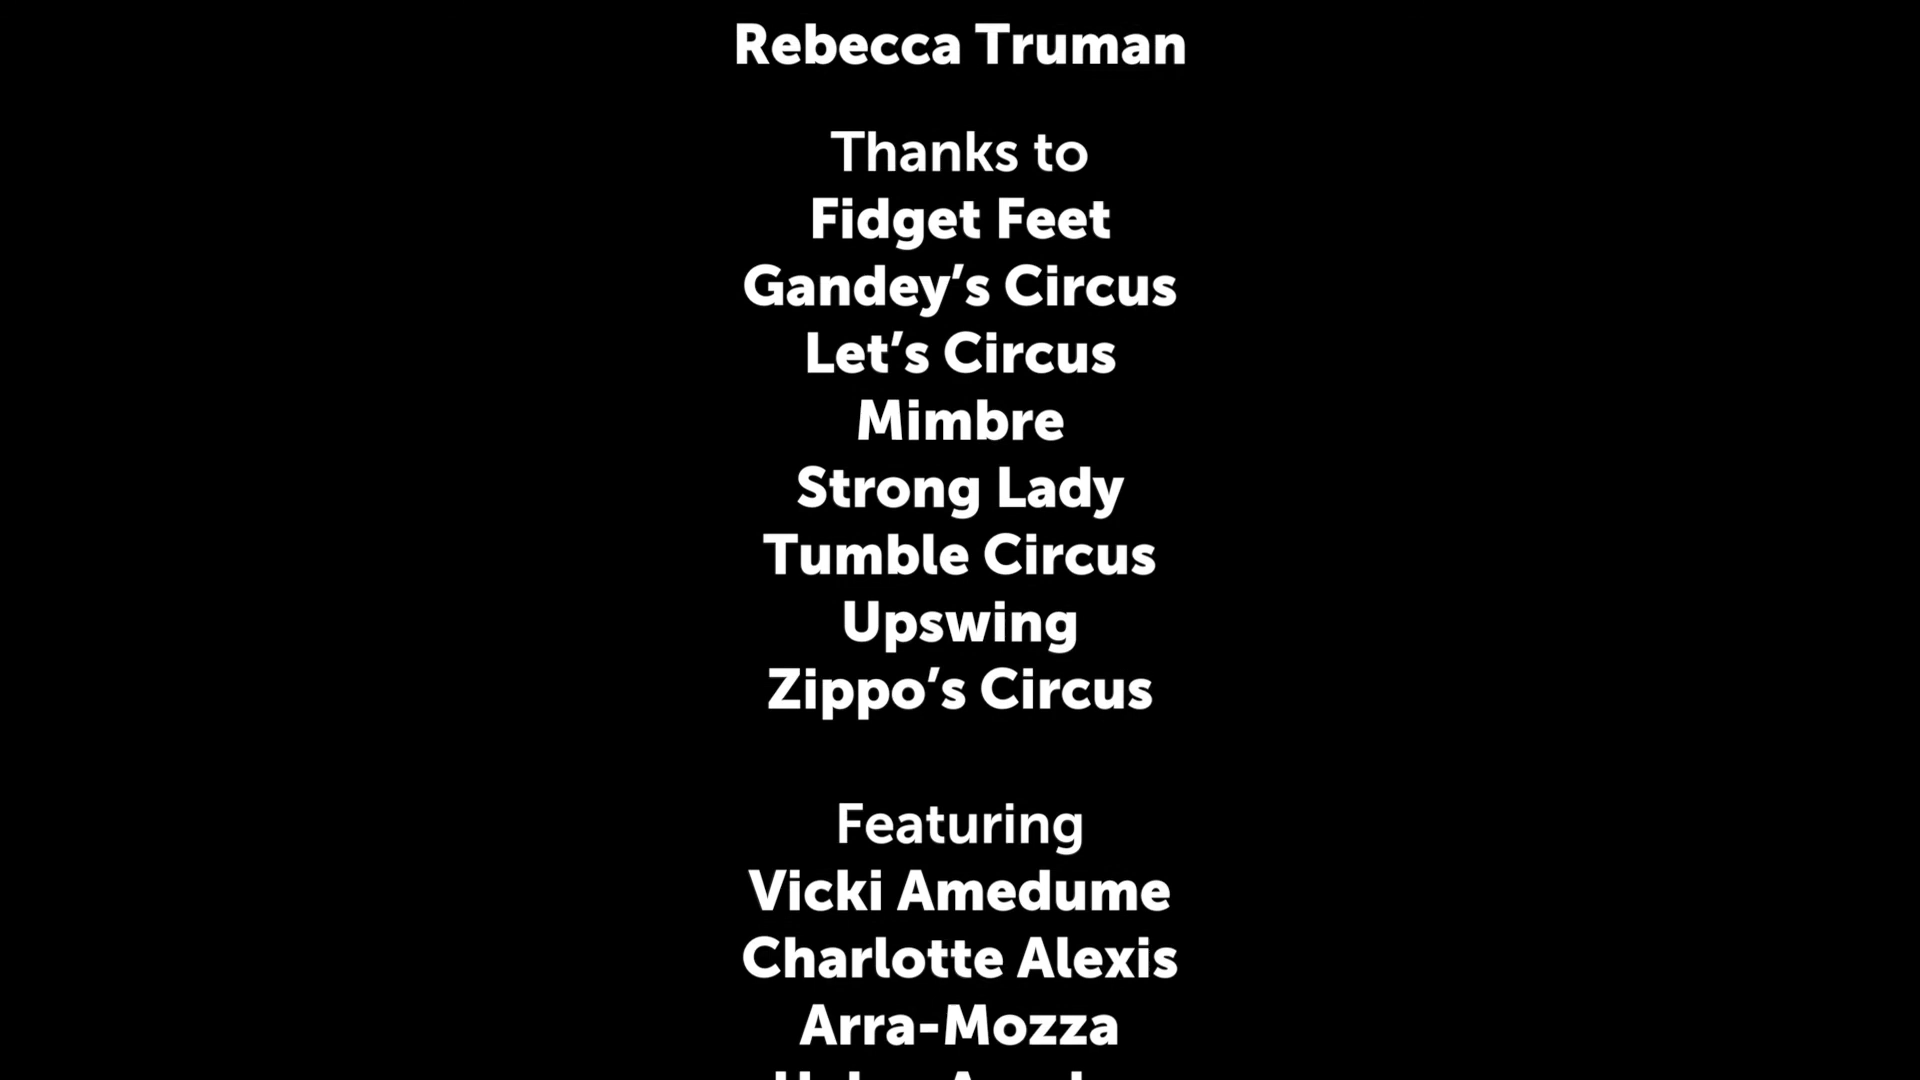 Rebecca Truman
Thanks to
Fidget Feet
Gandey’s Circus
Let’s Circus
Mimbre
Strong Lady
Tumble Circus
Upswing
Zippo’s Circus
Featuring
Vicki Amedume
Charlotte Alexis
Arra-Mozza